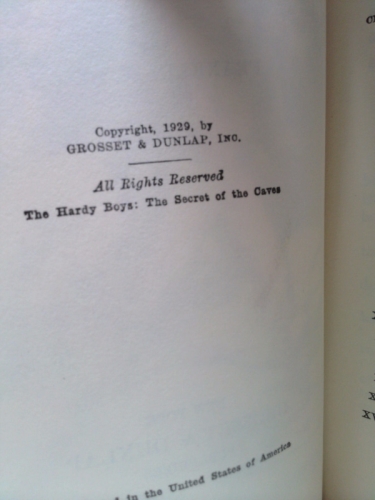 Copyright, 1929, by
GROSSET & DUNLAP, Inc.
All Rights Reserved
The Hardy Boys: The Secret of the Caves
in the United States of America